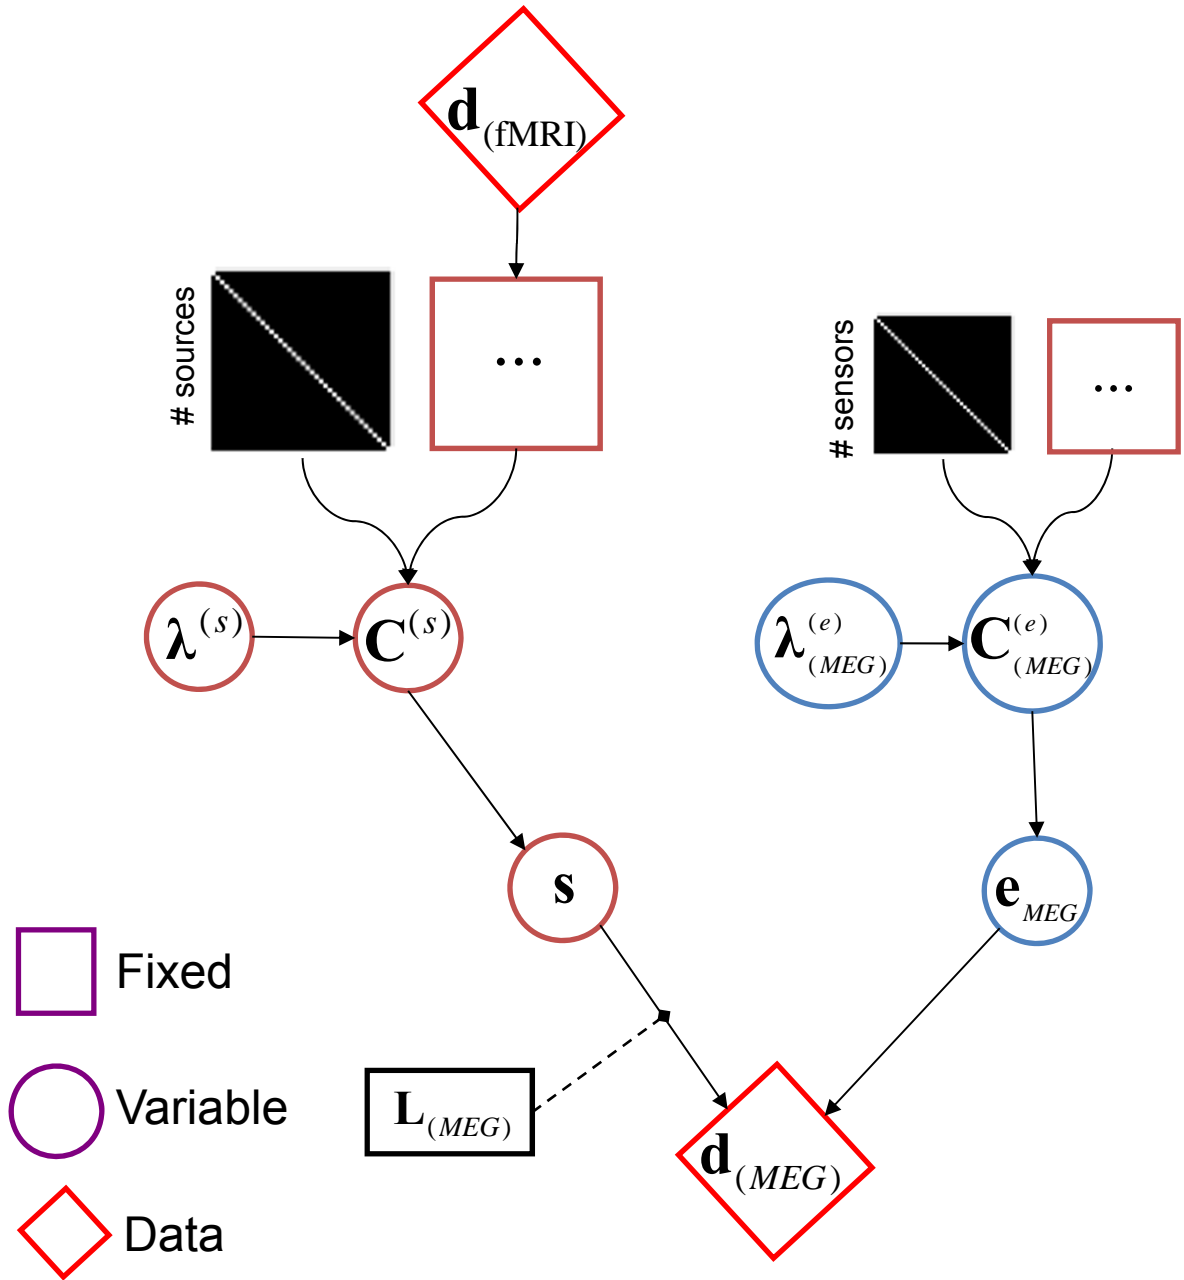 d(fMRI)
# sources
...
# sensors
...
λ(s)
C(s)
λ(e)(MEG)
C(e)(MEG)
s
eMEG
Fixed
Variable
L(MEG)
d(MEG)
Data